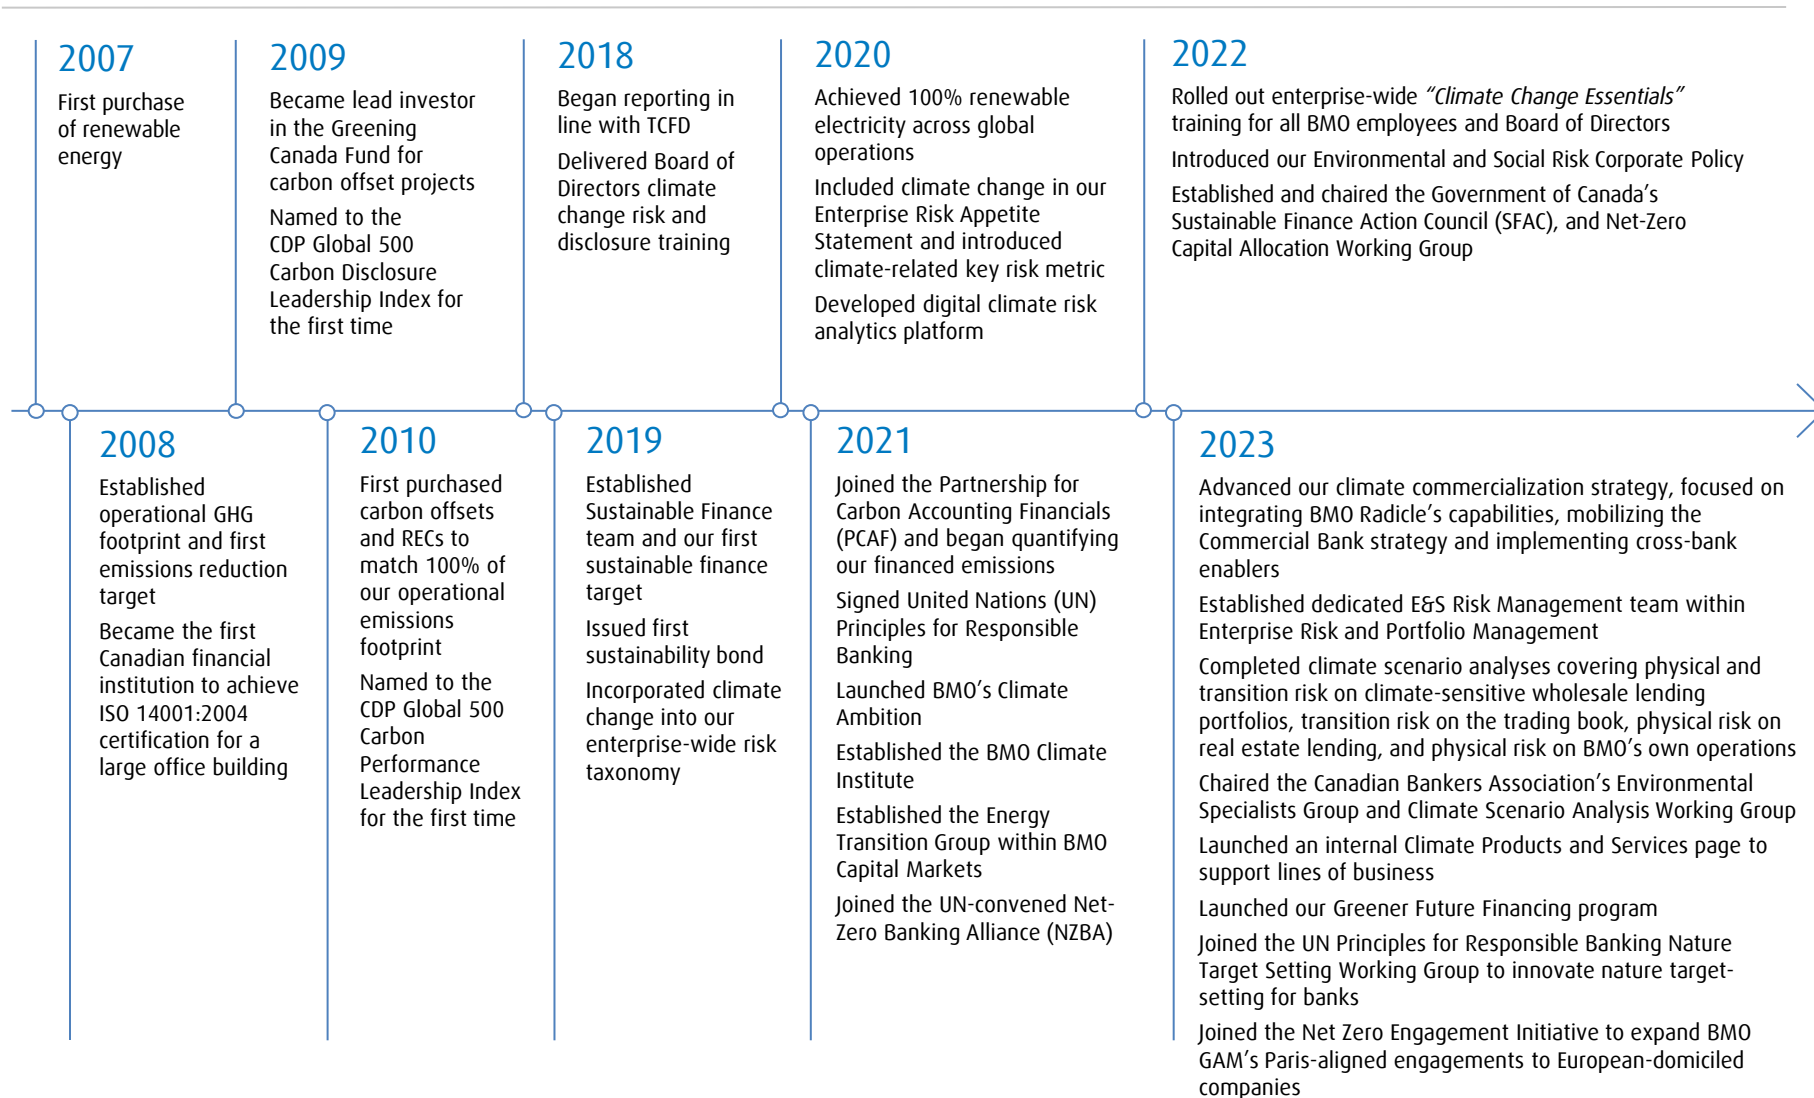 2007
First purchase
of renewable
energy
2009
Became lead investor
in the Greening
Canada Fund for
carbon offset projects
Named to the
CDP Global 500
Carbon Disclosure
Leadership Index for
the first time
2018
Began reporting in
line with TCFD
Delivered Board of
Directors climate
change risk and
disclosure training
2020
Achieved 100% renewable
electricity across global
operations
Included climate change in our
Enterprise Risk Appetite
Statement and introduced
climate-related key risk metric
Developed digital climate risk
analytics platform
2022
Rolled out enterprise-wide “Climate Change Essentials”
training for all BMO employees and Board of Directors
Introduced our Environmental and Social Risk Corporate Policy
Established and chaired the Government of Canada’s
Sustainable Finance Action Council (SFAC), and Net-Zero
Capital Allocation Working Group
2008
Established
operational GHG
footprint and first
emissions reduction
target
Became the first
Canadian financial
institution to achieve
ISO 14001:2004
certification for a
large office building
2010
First purchased
carbon offsets
and RECs to
match 100% of
our operational
emissions
footprint
Named to the
CDP Global 500
Carbon
Performance
Leadership Index
for the first time
2019
Established
Sustainable Finance
team and our first
sustainable finance
target
Issued first
sustainability bond
Incorporated climate
change into our
enterprise-wide risk
taxonomy
2021
Joined the Partnership for
Carbon Accounting Financials
(PCAF) and began quantifying
our financed emissions
Signed United Nations (UN)
Principles for Responsible
Banking
Launched BMO’s Climate
Ambition
Established the BMO Climate
Institute
Established the Energy
Transition Group within BMO
Capital Markets
Joined the UN-convened Net-
Zero Banking Alliance (NZBA)
2023
Advanced our climate commercialization strategy, focused on
integrating BMO Radicle’s capabilities, mobilizing the
Commercial Bank strategy and implementing cross-bank
enablers
Established dedicated E&S Risk Management team within
Enterprise Risk and Portfolio Management
Completed climate scenario analyses covering physical and
transition risk on climate-sensitive wholesale lending
portfolios, transition risk on the trading book, physical risk on
real estate lending, and physical risk on BMO’s own operations
Chaired the Canadian Bankers Association’s Environmental
Specialists Group and Climate Scenario Analysis Working Group
Launched an internal Climate Products and Services page to
support lines of business
Launched our Greener Future Financing program
Joined the UN Principles for Responsible Banking Nature
Target Setting Working Group to innovate nature target-
setting for banks
Joined the Net Zero Engagement Initiative to expand BMO
GAM’s Paris-aligned engagements to European-domiciled
companies